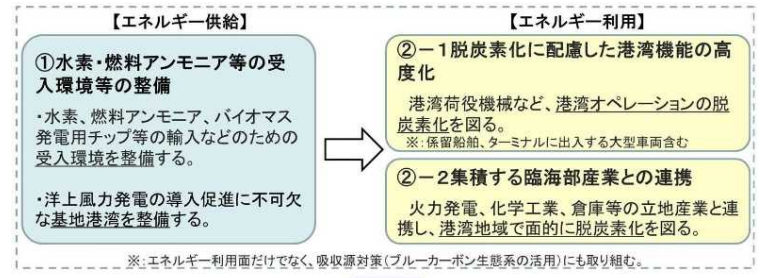 【エネルギー供給】
①水素・燃料アンモニア等の受
入環境等の整備
・水素、燃料アンモニア、バイオマス
発電用チップ等の輸入などのための
受入環境を整備する。
・洋上風力発電の導入促進に不可欠
な基地港湾を整備する。
【エネルギー利用】
②－1脱炭素化に配慮した港湾機能の高
度化
港湾荷役機械など、港湾オペレーションの脱
炭素化を図る。
※：係留船舶、ターミナルに出入する大型車両含む
②－2集積する臨海部産業との連携
火力発電、化学工業、倉庫等の立地産業と連
携し、港湾地域で面的に脱炭素化を図る。
※：エネルギー利用面だけでなく、吸収源対策（ブルーカーボン生態系の活用）にも取り組む。